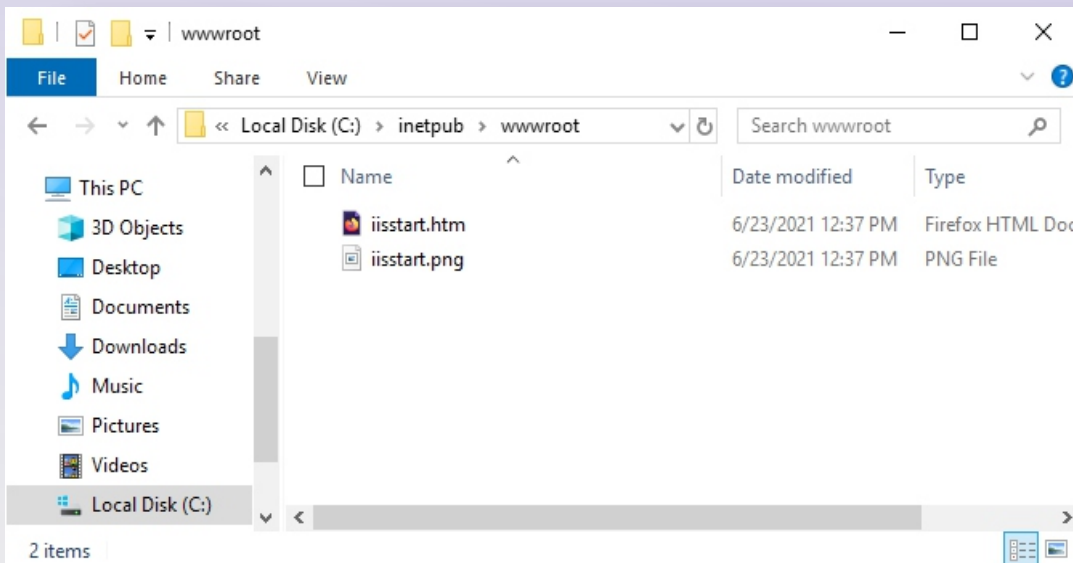 wwwroot
File Home Share View
« Local Disk (C:) › inetpub › wwwroot Search wwwroot
Name Date modified Type
This PC
3D Objects
Desktop
Documents
Downloads
Music
Pictures
Videos
Local Disk (C:)
iisstart.htm 6/23/2021 12:37 PM Firefox HTML Doc
iisstart.png 6/23/2021 12:37 PM PNG File
2 items